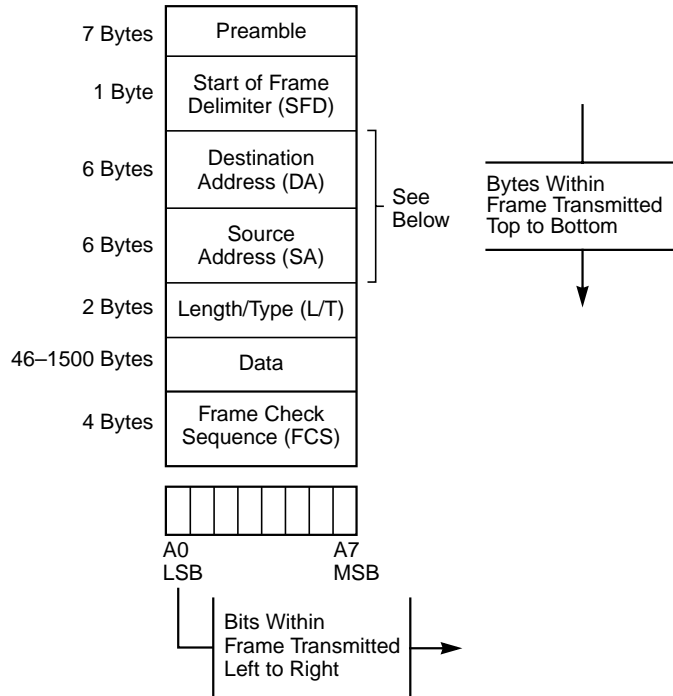 7 Bytes
Preamble
1 Byte
Start of Frame
Delimiter (SFD)
6 Bytes
Destination
Address (DA)
See
Below
Bytes Within
Frame Transmitted
Top to Bottom
6 Bytes
Source
Address (SA)
2 Bytes
Length/Type (L/T)
46–1500 Bytes
Data
4 Bytes
Frame Check
Sequence (FCS)
A0
LSB
A7
MSB
Bits Within
Frame Transmitted
Left to Right